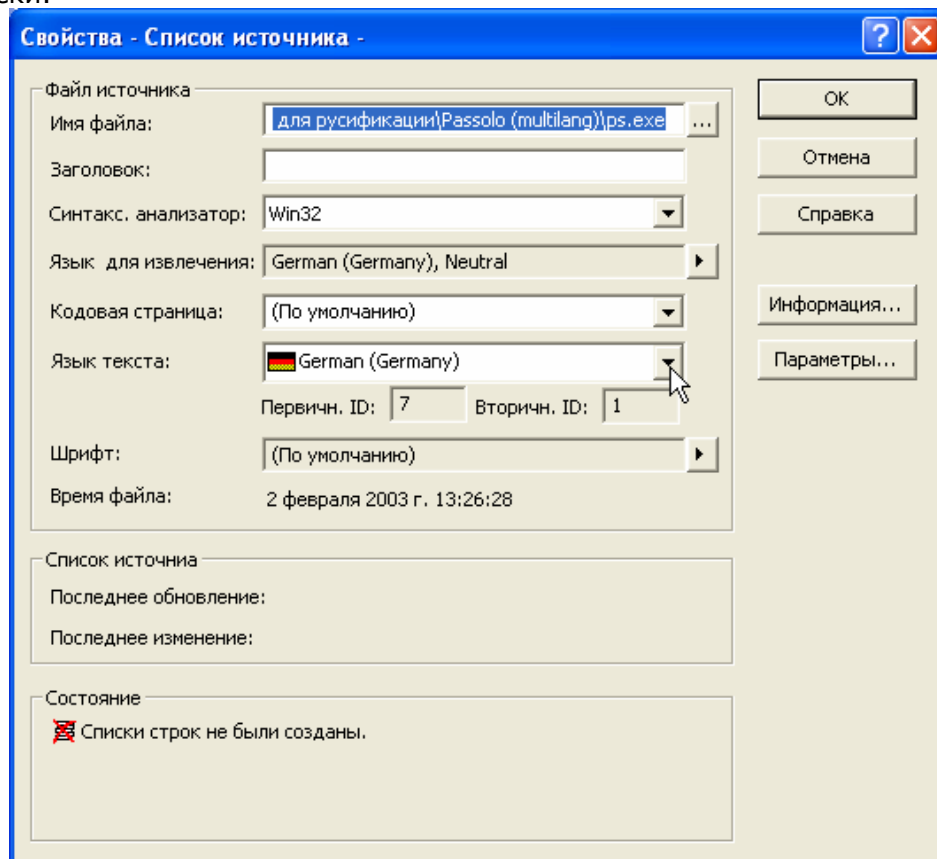 ски.
Свойства - Список источника -
Файл источника
Имя файла: для русификации\Passolo (multilang)\ps.exe ...
Заголовок:
Синтакс. анализатор: Win32
Язык для извлечения: German (Germany), Neutral
Кодовая страница: (По умолчанию)
Язык текста: German (Germany)
Первичн. ID: 7 Вторичн. ID: 1
Шрифт: (По умолчанию)
Время файла: 2 февраля 2003 г. 13:26:28
Список источниа
Последнее обновление:
Последнее изменение:
Состояние
Списки строк не были созданы.
OK
Отмена
Справка
Информация...
Параметры...